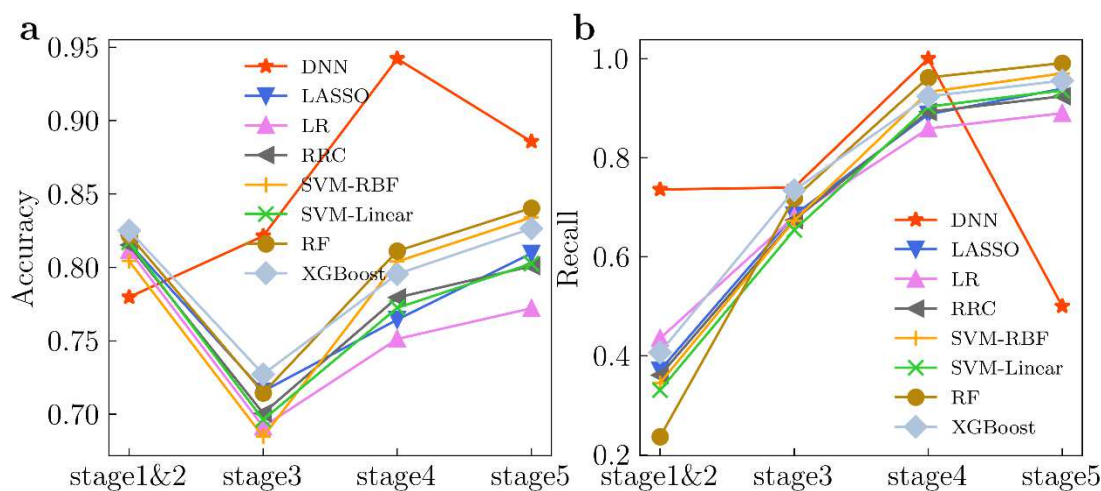 a
Accuracy
0.95
0.90
0.85
0.80
0.75
0.70
DNN
LASSO
LR
RRC
SVM-RBF
SVM-Linear
RF
XGBoost
stage1&2 stage3 stage4 stage5
b
Recall
1.0
0.8
0.6
0.4
0.2
DNN
LASSO
LR
RRC
SVM-RBF
SVM-Linear
RF
XGBoost
stage1&2 stage3 stage4 stage5